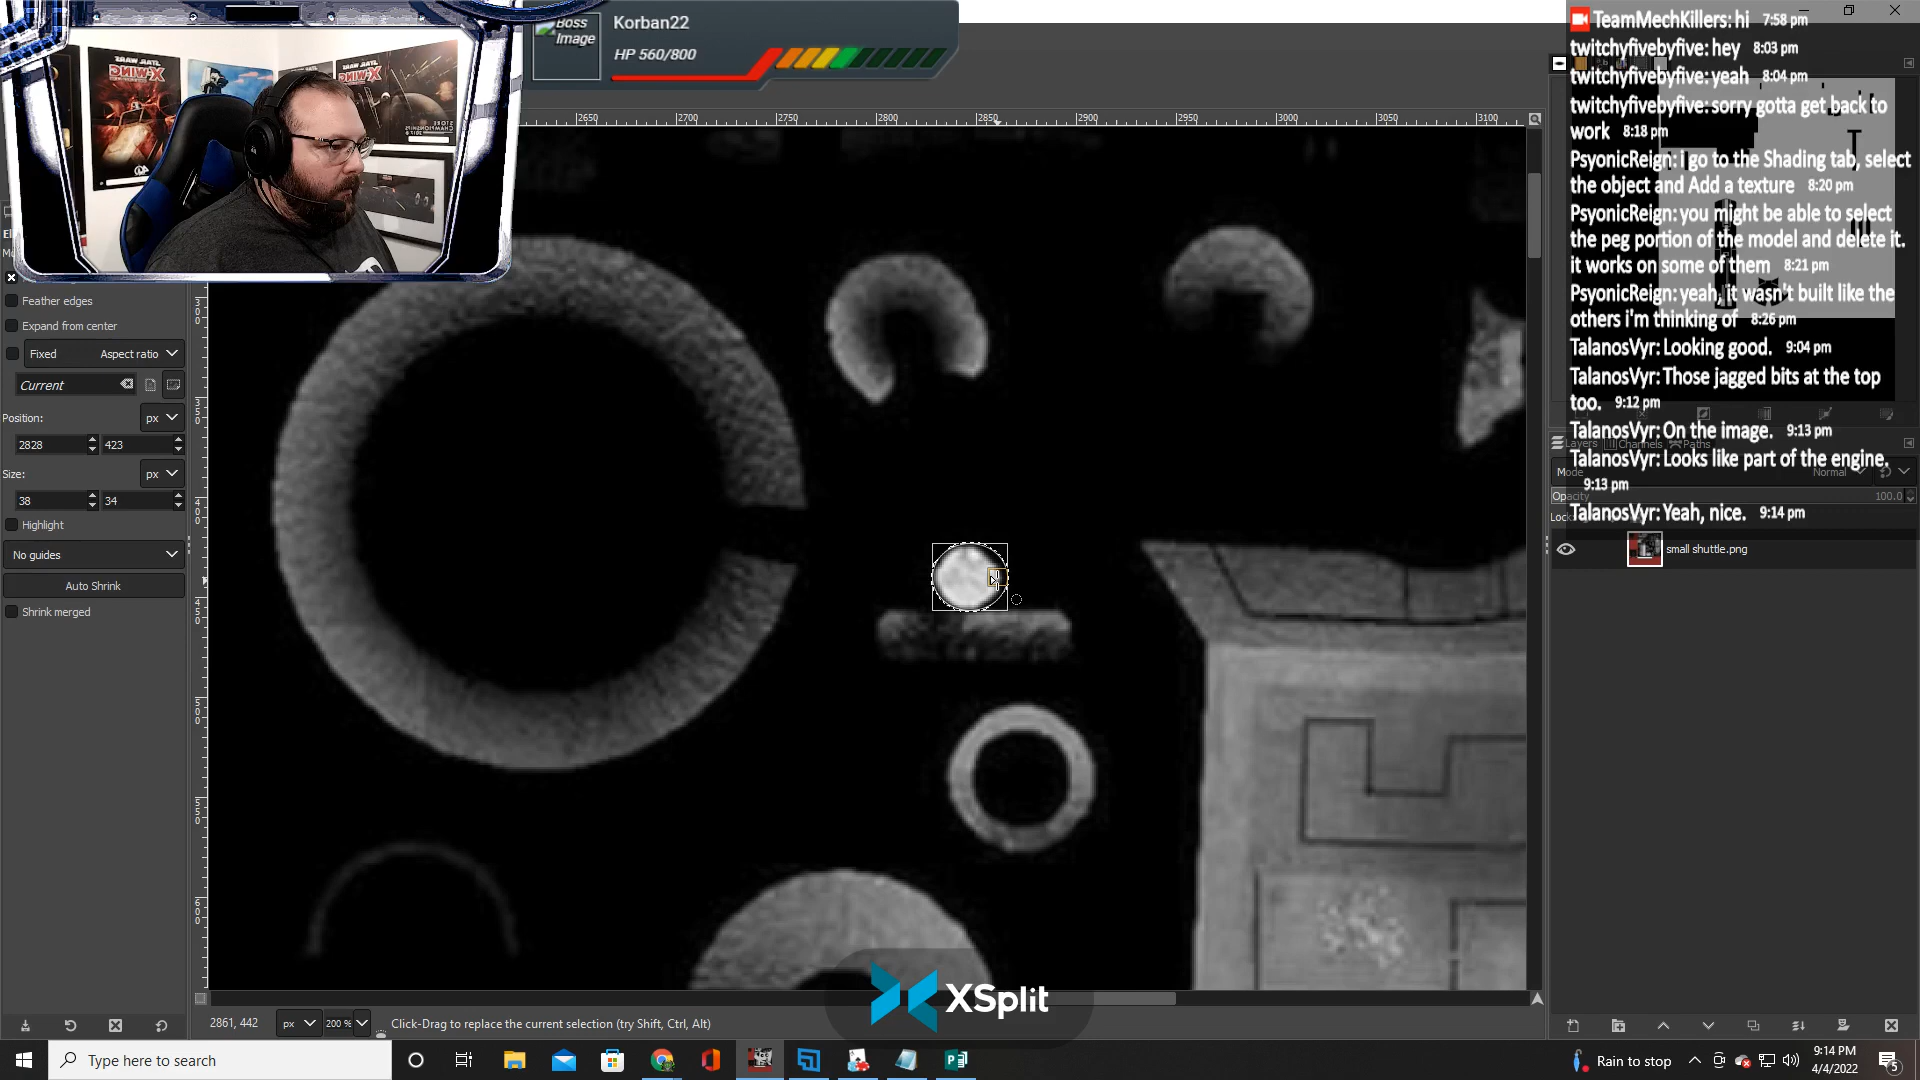 Boss
Image
Korban22
HP 560/800
TeamMechKillers: hi 7:58 pm
twitchyfivebyfive: hey 8:03 pm
twitchyfivebyfive: yeah 8:04 pm
twitchyfivebyfive: sorry gotta get back to
work 8:18 pm
PsyonicReign: i go to the Shading tab, select
the object and Add a texture 8:20 pm
PsyonicReign: you might be able to select
the peg portion of the model and delete it.
it works on some of them 8:21 pm
PsyonicReign: yeah, it wasn't built like the
others i'm thinking of 8:26 pm
TalanosVyr: Looking good. 9:04 pm
TalanosVyr: Those jagged bits at the top
too. 9:12 pm
TalanosVyr: On the image. 9:13 pm
TalanosVyr: Looks like part of the engine.
9:13 pm
TalanosVyr: Yeah, nice. 9:14 pm
2650 2700 2750 2800 2850 2900 2950 3000 3050 3100
Feather edges
Expand from center
Fixed Aspect ratio
Current
Position: px
2828 423
Size: px
38 34
Highlight
No guides
Auto Shrink
Shrink merged
Layers Channels Paths
Mode Normal
Opacity 100.0
small shuttle.png
XSplit
2861, 442 px 200 % Click-Drag to replace the current selection (try Shift, Ctrl, Alt)
Type here to search
Rain to stop
9:14 PM
4/4/2022
5